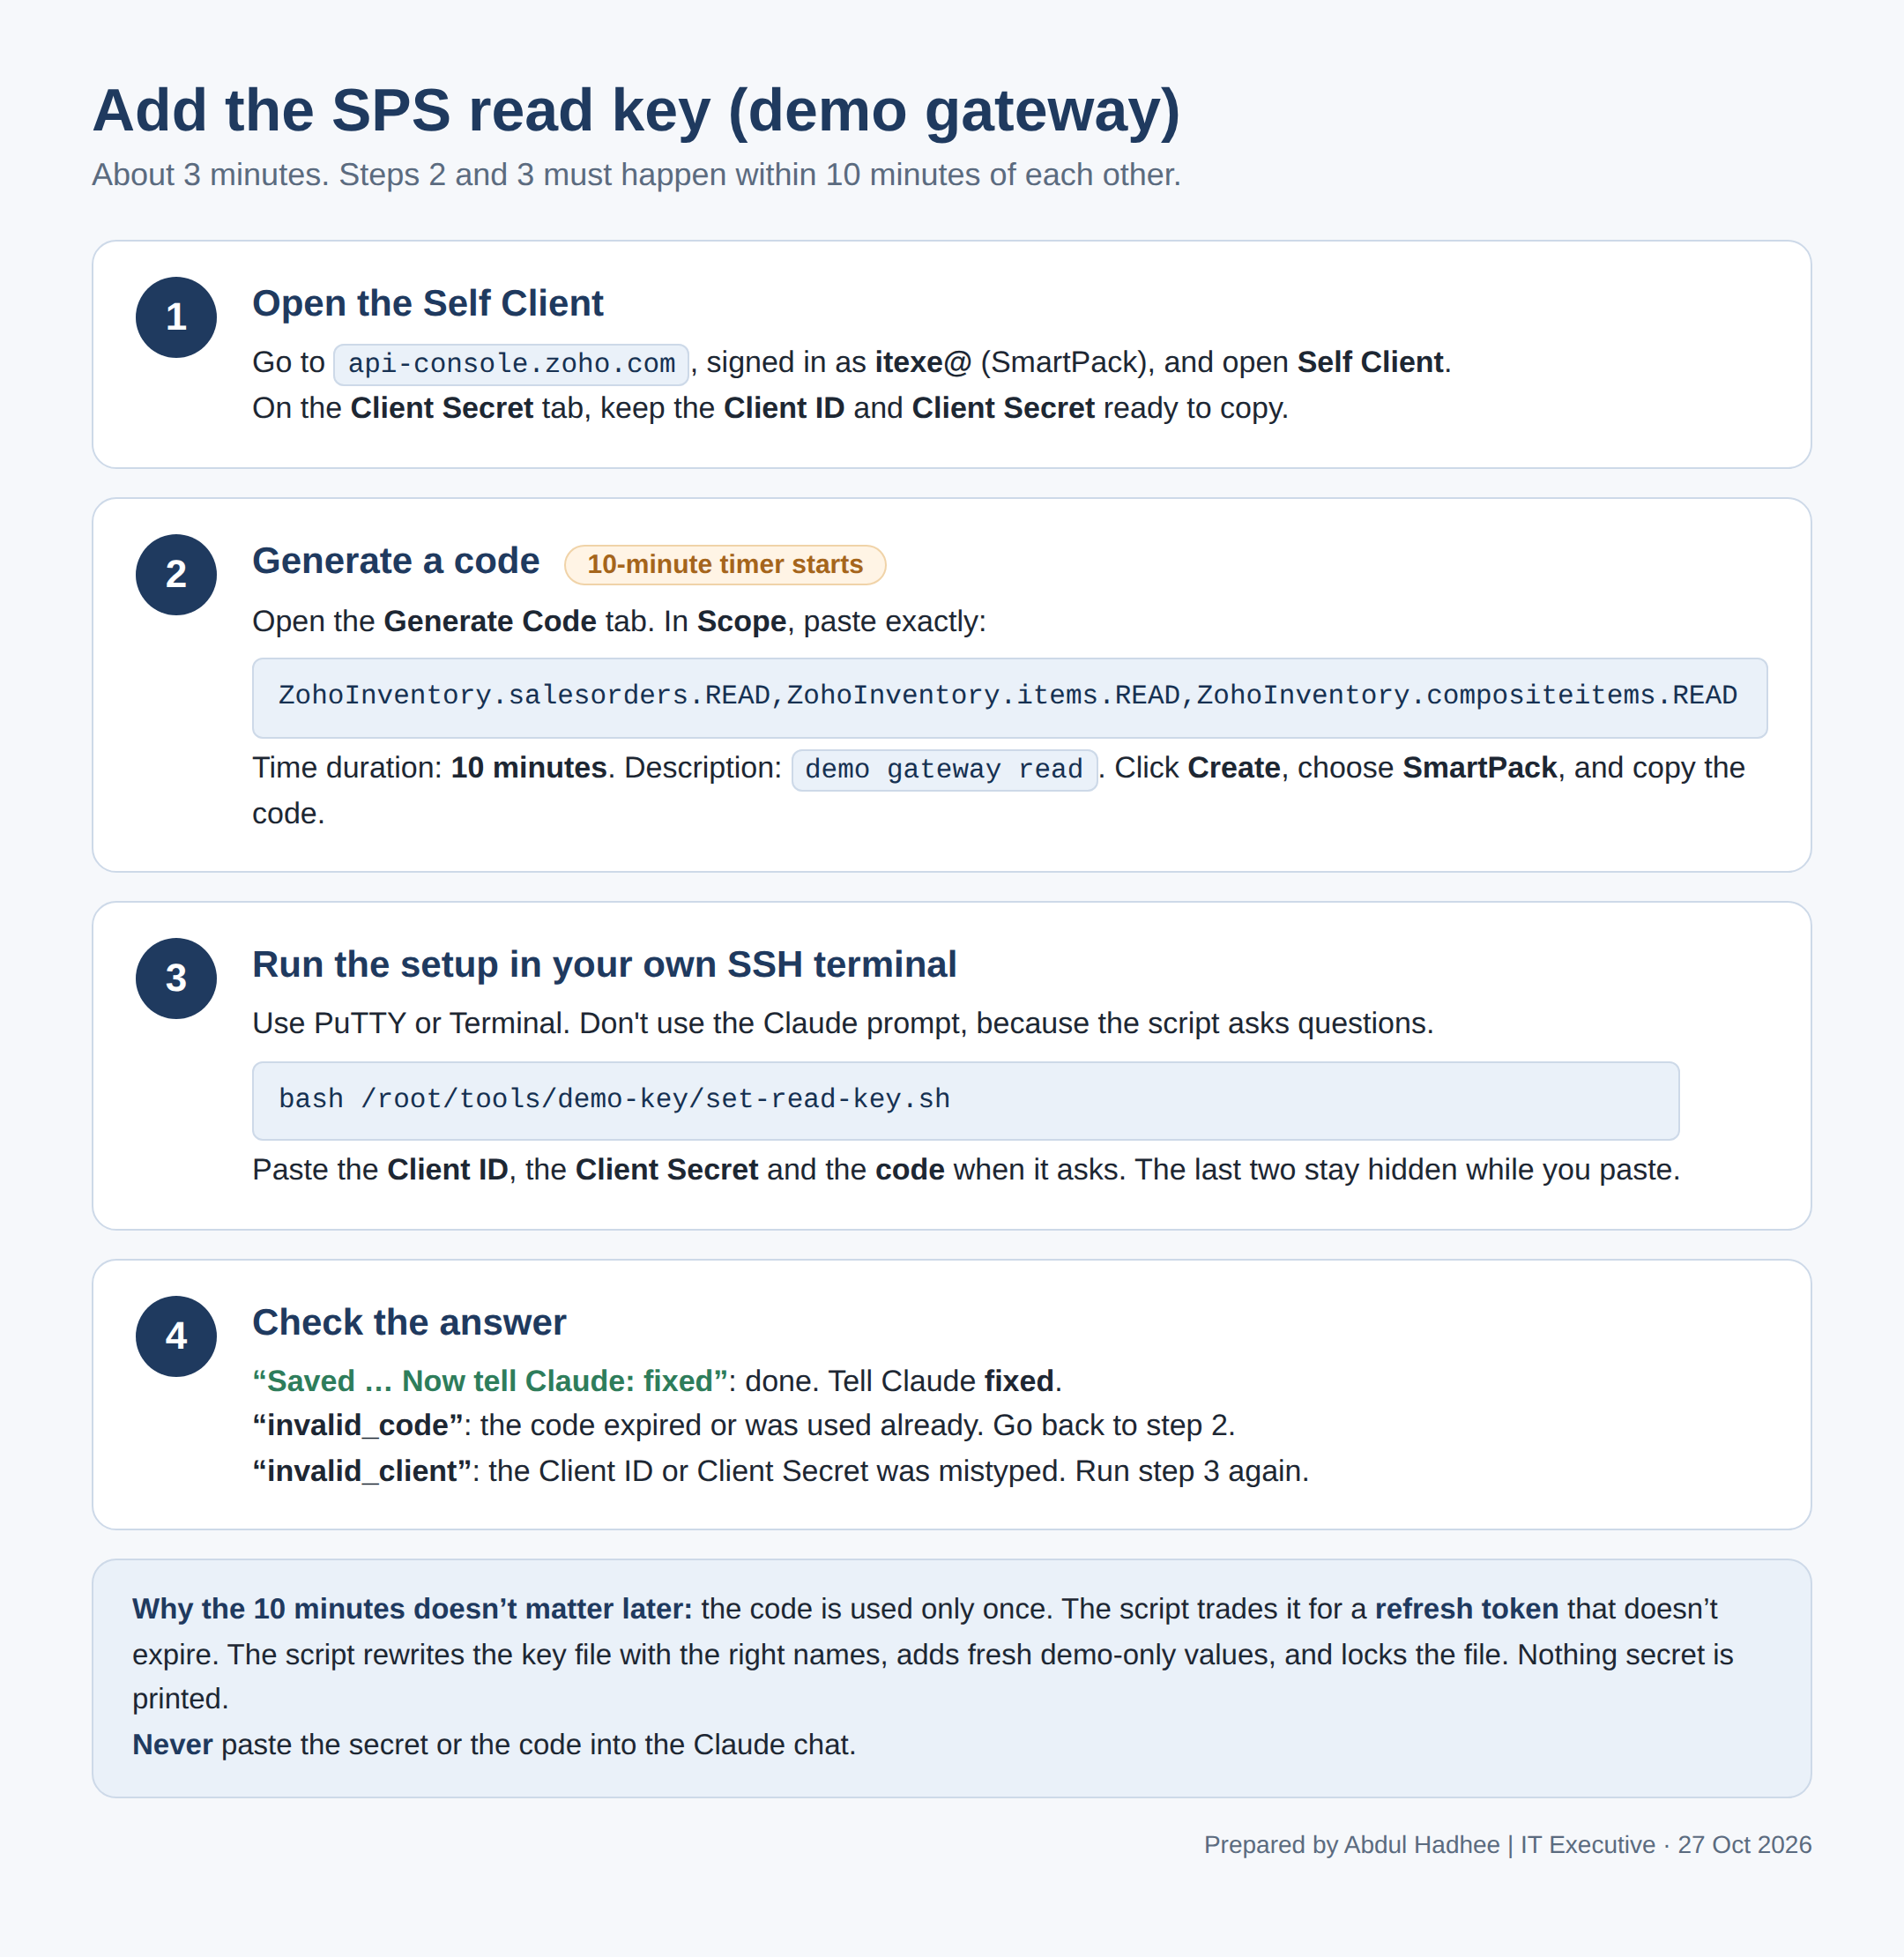 Add the SPS read key (demo gateway)
About 3 minutes. Steps 2 and 3 must happen within 10 minutes of each other.
1
Open the Self Client
Go to api-console.zoho.com, signed in as itexe@ (SmartPack), and open Self Client.
On the Client Secret tab, keep the Client ID and Client Secret ready to copy.
2
Generate a code 10-minute timer starts
Open the Generate Code tab. In Scope, paste exactly:
ZohoInventory.salesorders.READ,ZohoInventory.items.READ,ZohoInventory.compositeitems.READ
Time duration: 10 minutes. Description: demo gateway read. Click Create, choose SmartPack, and copy the
code.
3
Run the setup in your own SSH terminal
Use PuTTY or Terminal. Don't use the Claude prompt, because the script asks questions.
bash /root/tools/demo-key/set-read-key.sh
Paste the Client ID, the Client Secret and the code when it asks. The last two stay hidden while you paste.
4
Check the answer
“Saved … Now tell Claude: fixed”: done. Tell Claude fixed.
“invalid_code”: the code expired or was used already. Go back to step 2.
“invalid_client”: the Client ID or Client Secret was mistyped. Run step 3 again.
Why the 10 minutes doesn’t matter later: the code is used only once. The script trades it for a refresh token that doesn’t
expire. The script rewrites the key file with the right names, adds fresh demo-only values, and locks the file. Nothing secret is
printed.
Never paste the secret or the code into the Claude chat.
Prepared by Abdul Hadhee | IT Executive · 27 Oct 2026